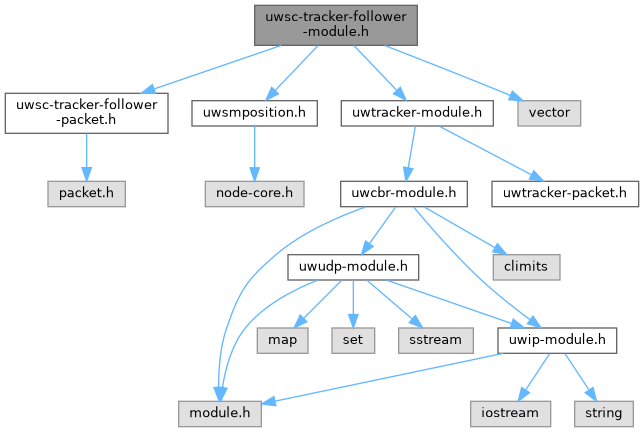 uwsc-tracker-follower
-module.h
uwsc-tracker-follower
-packet.h
uwsmposition.h
uwtracker-module.h
vector
packet.h
node-core.h
uwcbr-module.h
uwtracker-packet.h
uwudp-module.h
climits
map
set
sstream
uwip-module.h
module.h
iostream
string